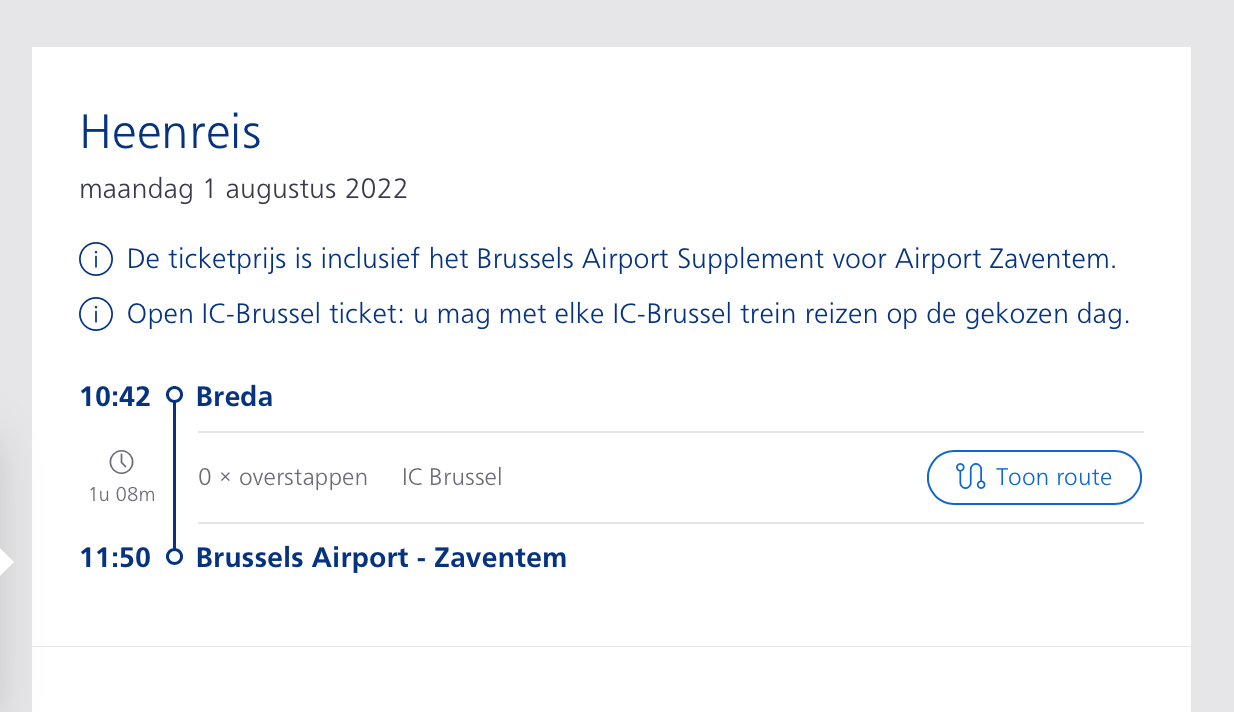 Heenreis
maandag 1 augustus 2022
De ticketprijs is inclusief het Brussels Airport Supplement voor Airport Zaventem.
Open IC-Brussel ticket: u mag met elke IC-Brussel trein reizen op de gekozen dag.
10:42 Breda
0 × overstappen IC Brussel Toon route
1u 08m
11:50 Brussels Airport - Zaventem